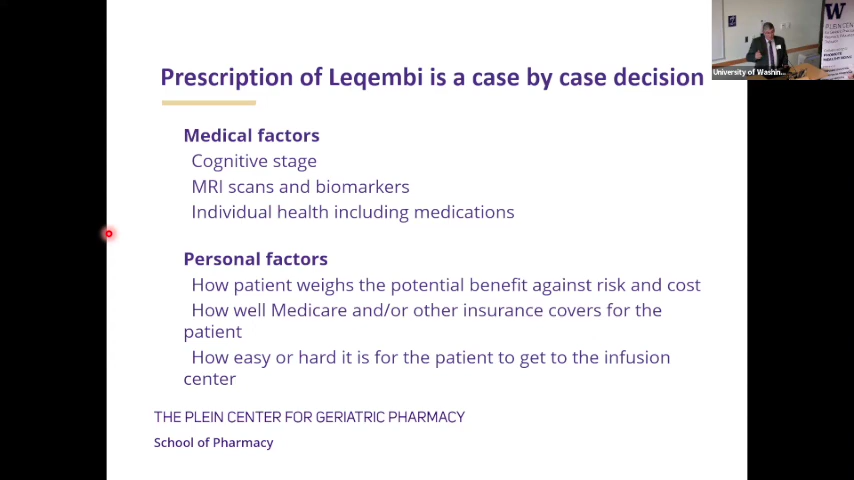 Prescription of Leqembi is a case by case decision
Medical factors
Cognitive stage
MRI scans and biomarkers
Individual health including medications
Personal factors
How patient weighs the potential benefit against risk and cost
How well Medicare and/or other insurance covers for the
patient
How easy or hard it is for the patient to get to the infusion
center
THE PLEIN CENTER FOR GERIATRIC PHARMACY
School of Pharmacy
W
PLEIN CENTER
University of Washin...